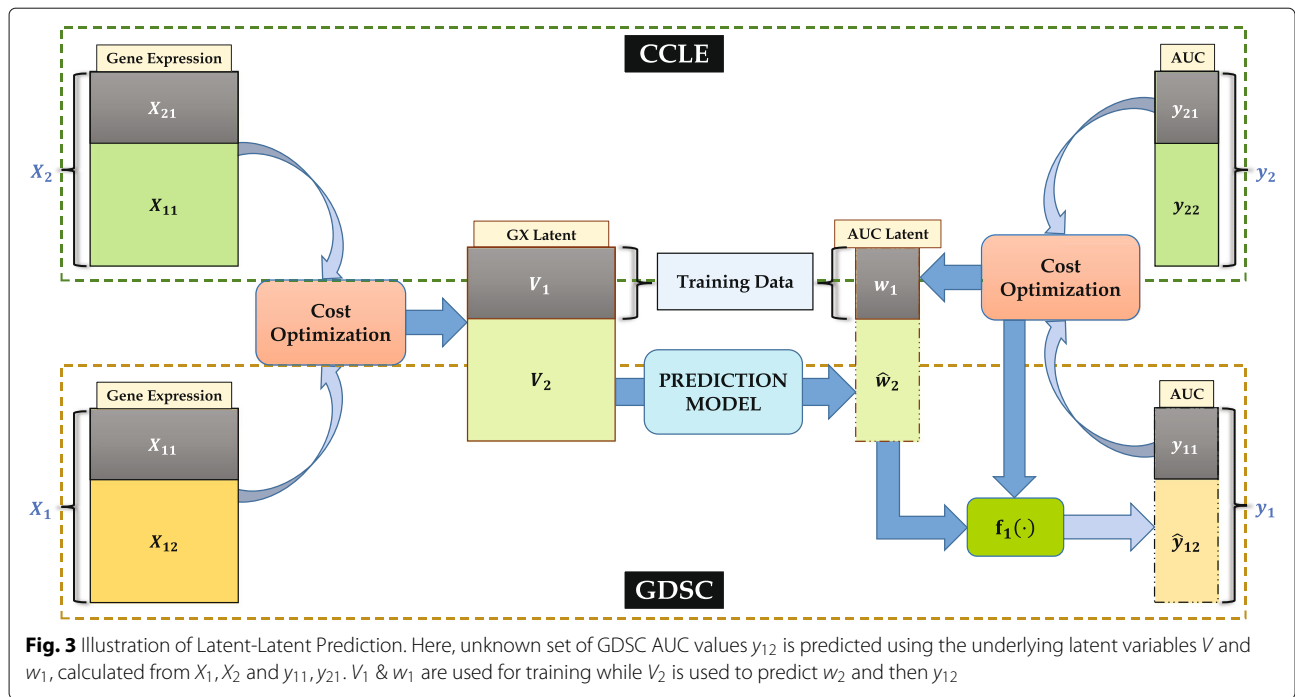 CCLE
Gene Expression
X₂₁
X₂
X₁₁
AUC
y₂₁
y₂
y₂₂
GX Latent
V₁
V₂
Training Data
AUC Latent
w₁
ŵ₂
Cost
Optimization
Cost
Optimization
PREDICTION
MODEL
Gene Expression
X₁₁
X₁
X₁₂
AUC
y₁₁
y₁
ŷ₁₂
f₁(·)
GDSC
Fig. 3 Illustration of Latent-Latent Prediction. Here, unknown set of GDSC AUC values y₁₂ is predicted using the underlying latent variables V and
w₁, calculated from X₁, X₂ and y₁₁, y₂₁. V₁ & w₁ are used for training while V₂ is used to predict w₂ and then y₁₂